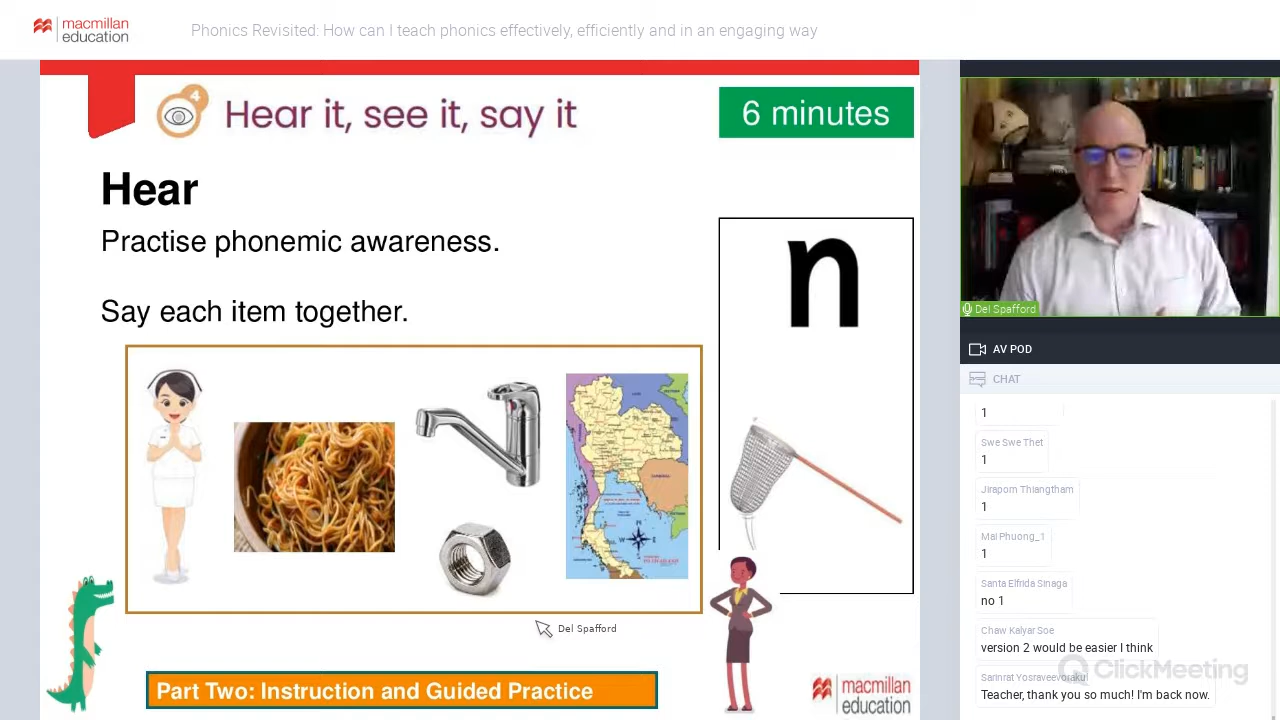 macmillan
education
Phonics Revisited: How can I teach phonics effectively, efficiently and in an engaging way
4
Hear it, see it, say it
6 minutes
Hear
Practise phonemic awareness.
Say each item together.
n
N
W
S
Del Spafford
Part Two: Instruction and Guided Practice
macmillan
education
Del Spafford
AV POD
CHAT
1
Swe Swe Thet
1
Jiraporn Thiangtham
1
Mai Phuong_1
1
Santa Elfrida Sinaga
no 1
Chaw Kalyar Soe
version 2 would be easier I think
ClickMeeting
Sarinrat Yosraveevorakul
Teacher, thank you so much! I'm back now.